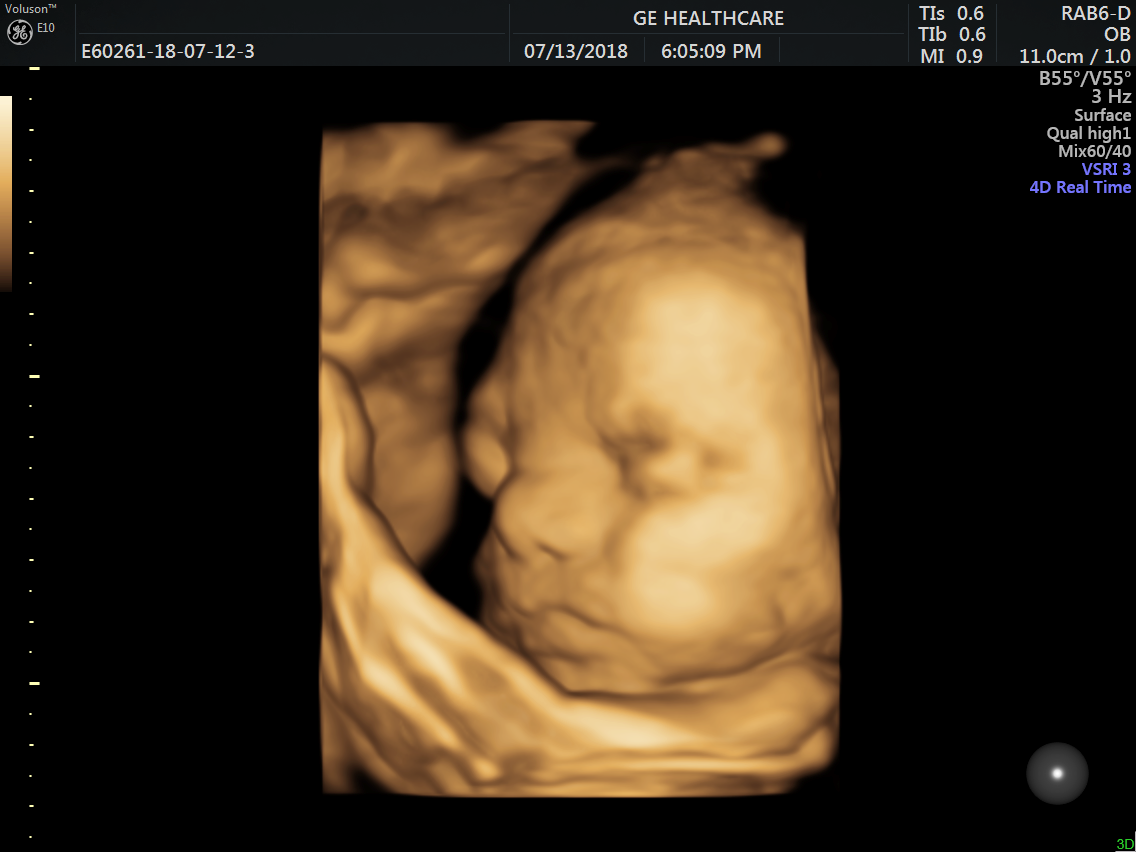 Voluson™
E10
GE HEALTHCARE
E60261-18-07-12-3
07/13/2018
6:05:09 PM
TIs 0.6
TIb 0.6
MI 0.9
RAB6-D
OB
11.0cm / 1.0
B55°/V55°
3 Hz
Surface
Qual high1
Mix60/40
VSRI 3
4D Real Time
3D